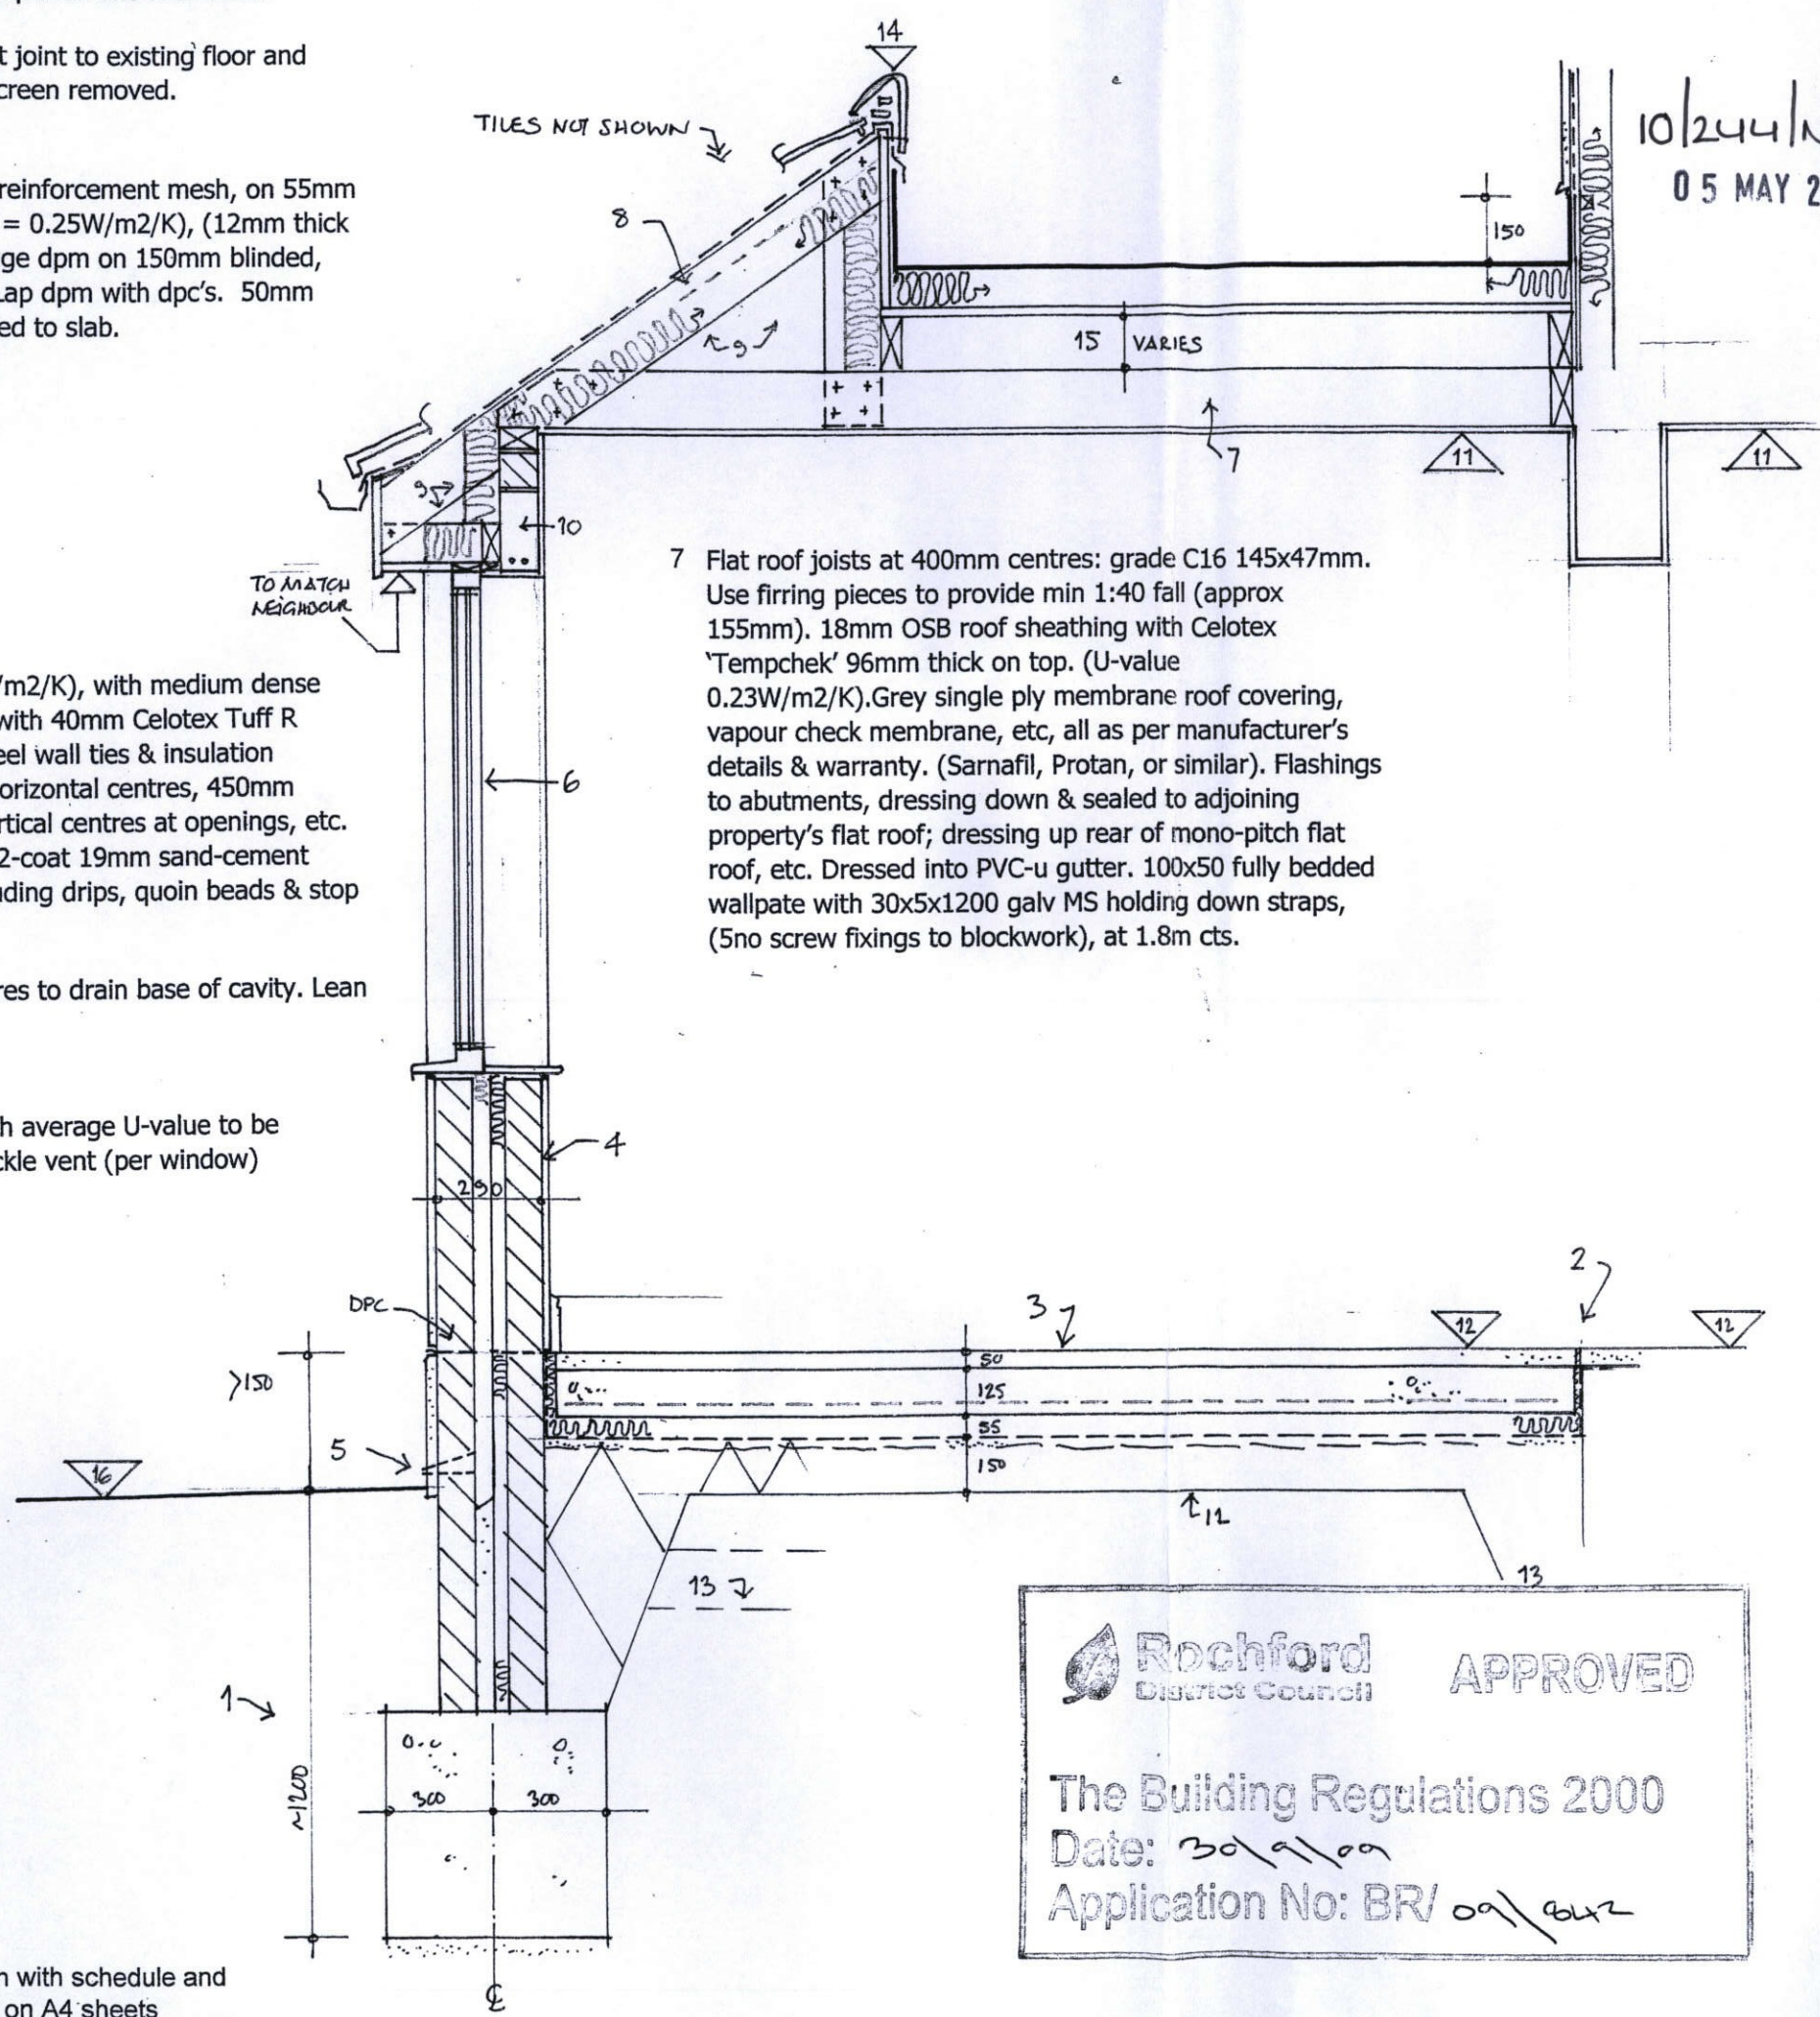 t joint to existing floor and
creen removed.
reinforcement mesh, on 55mm
= 0.25W/m2/K), (12mm thick
ge dpm on 150mm blinded,
Lap dpm with dpc's. 50mm
ed to slab.
/m2/K), with medium dense
with 40mm Celotex Tuff R
eel wall ties & insulation
orizontal centres, 450mm
rtical centres at openings, etc.
2-coat 19mm sand-cement
ding drips, quoin beads & stop
res to drain base of cavity. Lean
h average U-value to be
ckle vent (per window)
n with schedule and
on A4 sheets
14
TILES NOT SHOWN
8
9
15 VARIES
150
10/244/
05 MAY 2
7
11
11
9
10
TO MATCH
NEIGHBOUR
7 Flat roof joists at 400mm centres: grade C16 145x47mm.
Use firring pieces to provide min 1:40 fall (approx
155mm). 18mm OSB roof sheathing with Celotex
'Tempchek' 96mm thick on top. (U-value
0.23W/m2/K).Grey single ply membrane roof covering,
vapour check membrane, etc, all as per manufacturer's
details & warranty. (Sarnafil, Protan, or similar). Flashings
to abutments, dressing down & sealed to adjoining
property's flat roof; dressing up rear of mono-pitch flat
roof, etc. Dressed into PVC-u gutter. 100x50 fully bedded
wallpate with 30x5x1200 galv MS holding down straps,
(5no screw fixings to blockwork), at 1.8m cts.
6
4
290
DPC
>150
5
16
3
2
12
12
50
125
55
150
12
13
13
1
~1200
300
300
Rochford
District Council
APPROVED
The Building Regulations 2000
Date: 30/9/09
Application No: BR/ 09/842